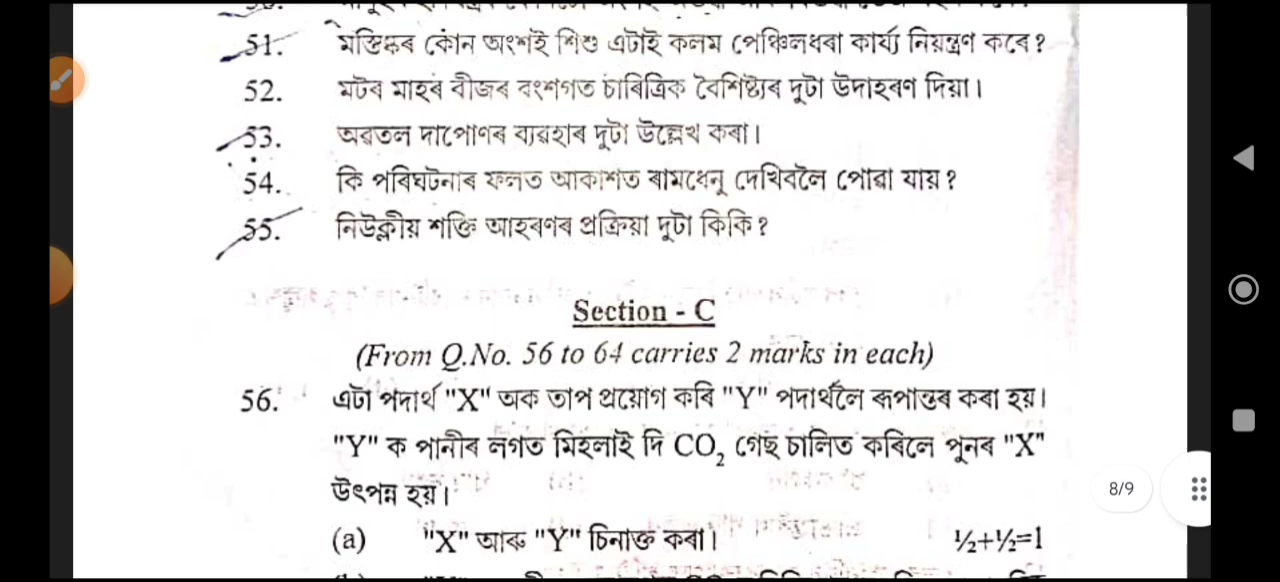 51. মস্তিষ্কৰ কোন অংশই শিশু এটাই কলম পেঞ্চিলধৰা কাৰ্য্য নিয়ন্ত্ৰণ কৰে?
52. মটৰ মাহৰ বীজৰ বংশগত চাৰিত্ৰিক বৈশিষ্ট্যৰ দুটা উদাহৰণ দিয়া।
53. অৱতল দাপোণৰ ব্যৱহাৰ দুটা উল্লেখ কৰা।
54. কি পৰিঘটনাৰ ফলত আকাশত ৰামধেনু দেখিবলৈ পোৱা যায়?
55. নিউক্লীয় শক্তি আহৰণৰ প্ৰক্ৰিয়া দুটা কিকি?
Section - C
(From Q.No. 56 to 64 carries 2 marks in each)
56. এটা পদাৰ্থ "X" অক তাপ প্ৰয়োগ কৰি "Y" পদাৰ্থলৈ ৰূপান্তৰ কৰা হয়।
"Y" ক পানীৰ লগত মিহলাই দি CO₂ গেছ চালিত কৰিলে পুনৰ "X"
উৎপন্ন হয়।
8/9
(a) "X" আৰু "Y" চিনাক্ত কৰা। ½+½=1